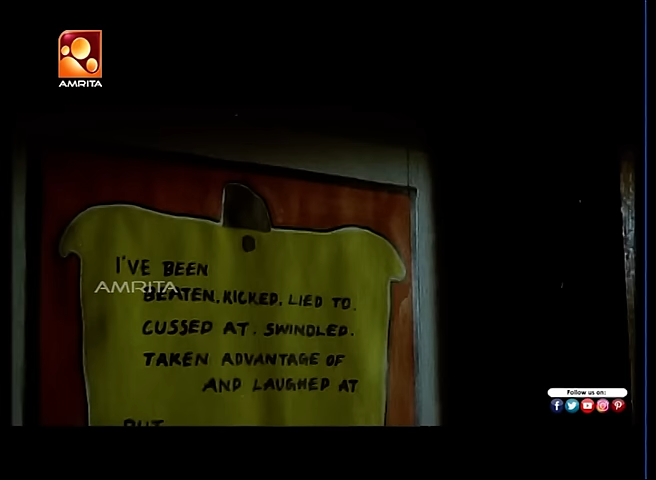 AMRITA
I'VE BEEN
AMRITA
BEATEN. KICKED. LIED TO.
CUSSED AT. SWINDLED.
TAKEN ADVANTAGE OF
AND LAUGHED AT
BUT
Follow us on: